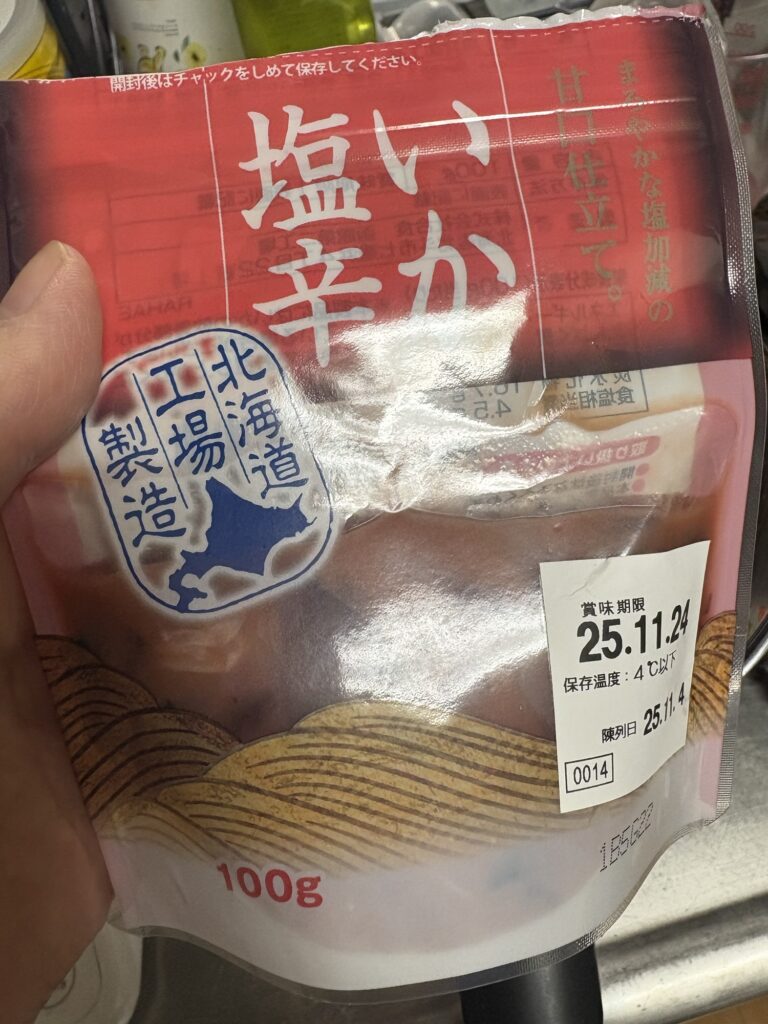 開封後はチャックをしめて保存してください。
まろやかな塩加減の
甘口仕立て。
いか
塩辛
北海道
工場
製造
賞味期限
25.11.24
保存温度：4℃以下
陳列日 25.11.4
0014
100g